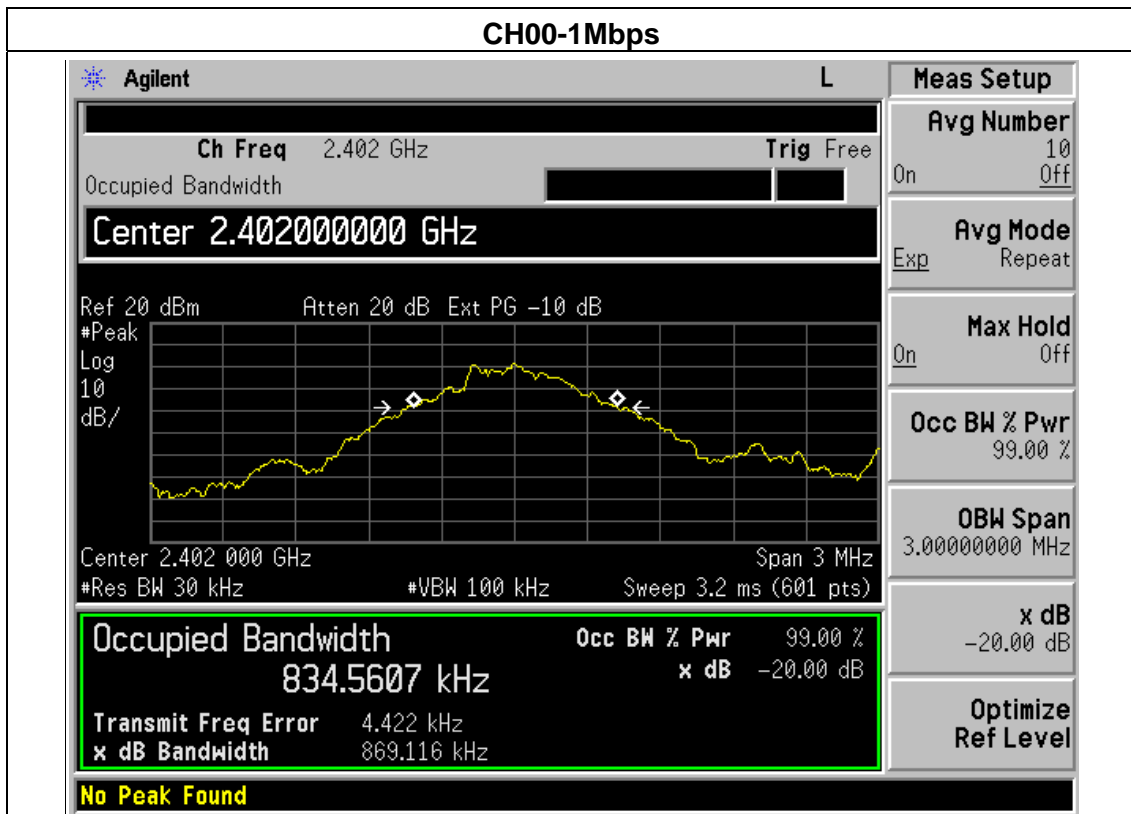 CH00-1Mbps
Agilent L Meas Setup
Ch Freq 2.402 GHz Trig Free
Occupied Bandwidth
Center 2.402000000 GHz
Ref 20 dBm Atten 20 dB Ext PG -10 dB
#Peak
Log
10
dB/
Center 2.402 000 GHz Span 3 MHz
#Res BW 30 kHz #VBW 100 kHz Sweep 3.2 ms (601 pts)
Occupied Bandwidth Occ BW % Pwr 99.00 %
834.5607 kHz x dB -20.00 dB
Transmit Freq Error 4.422 kHz
x dB Bandwidth 869.116 kHz
No Peak Found
Avg Number
10
On Off
Avg Mode
Exp Repeat
Max Hold
On Off
Occ BW % Pwr
99.00 %
OBW Span
3.00000000 MHz
x dB
-20.00 dB
Optimize
Ref Level